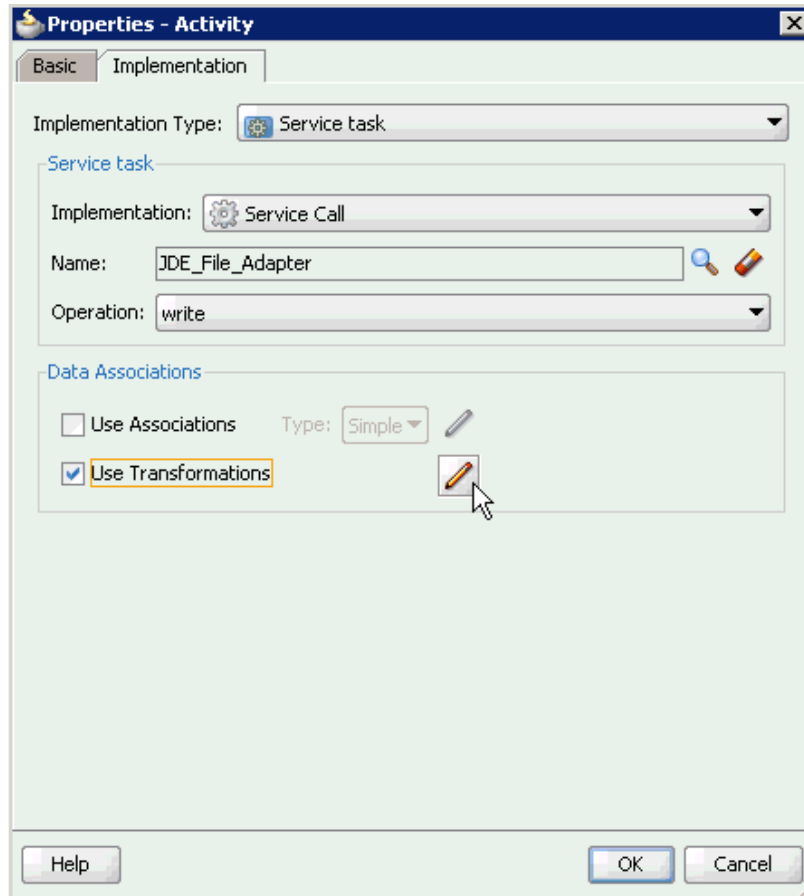 Properties - Activity
Basic Implementation
Implementation Type: Service task
Service task
Implementation: Service Call
Name: JDE_File_Adapter
Operation: write
Data Associations
Use Associations Type: Simple
Use Transformations
Help OK Cancel